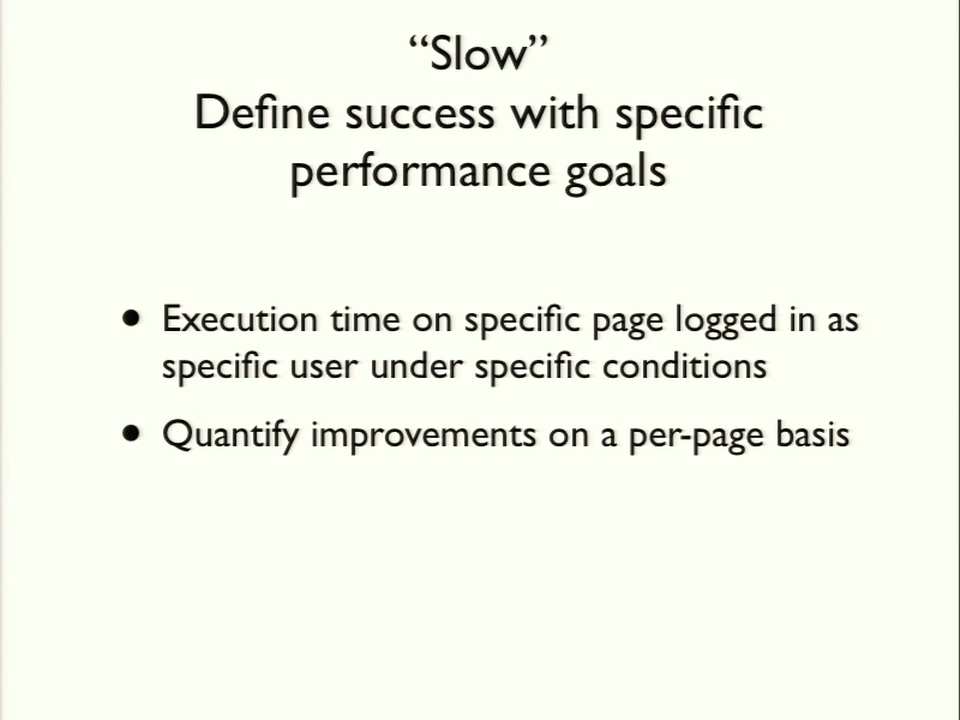 “Slow”
Define success with specific
performance goals
• Execution time on specific page logged in as
specific user under specific conditions
• Quantify improvements on a per-page basis